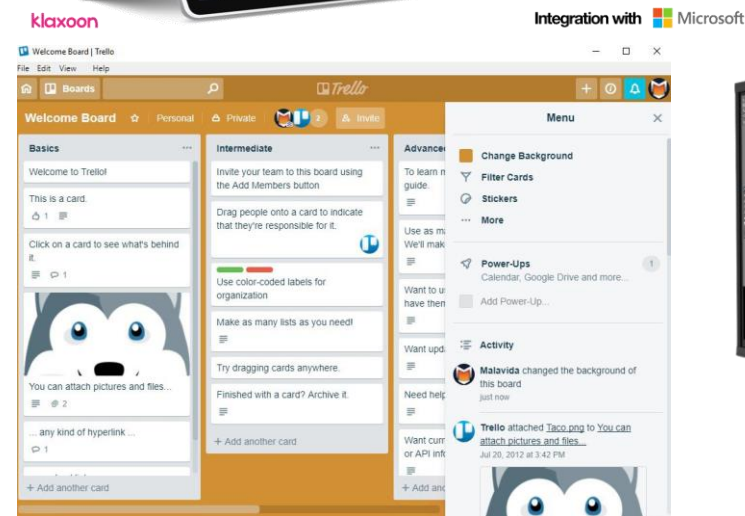 klaxoon
Integration with Microsoft
Welcome Board | Trello
File Edit View Help
Boards
Trello
Welcome Board
Personal
Private
2
Invite
Basics
Welcome to Trello!
This is a card.
1
Click on a card to see what's behind
it.
1
You can attach pictures and files...
2
... any kind of hyperlink ...
1
+ Add another card
Intermediate
Invite your team to this board using
the Add Members button
Drag people onto a card to indicate
that they're responsible for it.
Use color-coded labels for
organization
Make as many lists as you need!
Try dragging cards anywhere.
Finished with a card? Archive it.
+ Add another card
Advanced
To learn
guide.
Use as
We'll
Want to
have
Want
Need
Want
or API
+ Add
Menu
Change Background
Filter Cards
Stickers
More
Power-Ups
1
Calendar, Google Drive and more...
Add Power-Up...
Activity
Malavida changed the background of
this board
just now
Trello attached Taco.png to You can
attach pictures and files...
Jul 20, 2012 at 3:42 PM